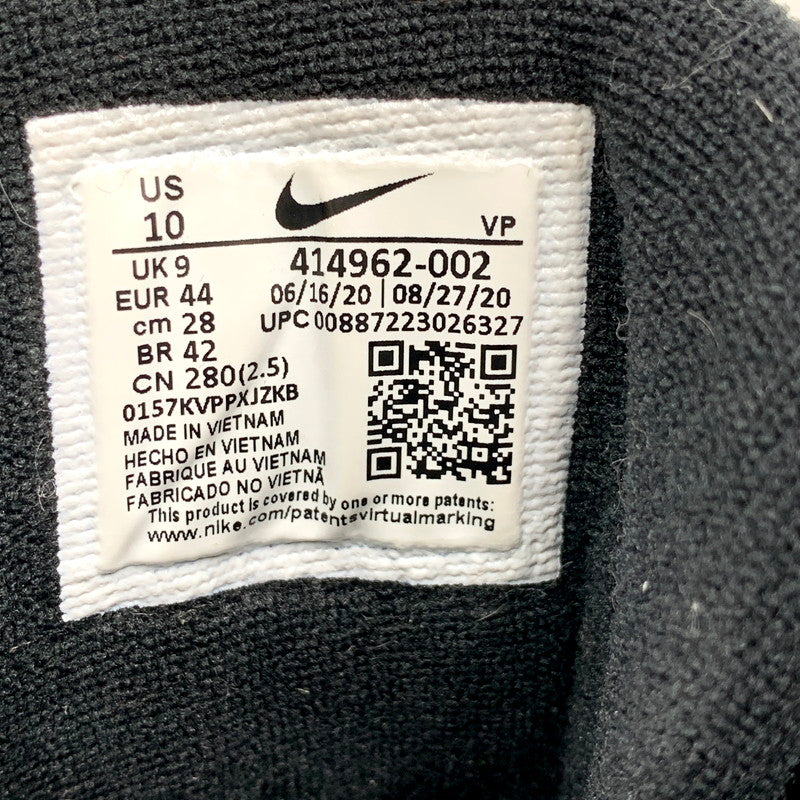 US
10
VP
UK 9
414962-002
EUR 44
06/16/20 | 08/27/20
cm 28
UPC 00887223026327
BR 42
CN 280(2.5)
0157KVPPXJZKB
MADE IN VIETNAM
HECHO EN VIETNAM
FABRIQUE AU VIETNAM
FABRICADO NO VIETNÃ
This product is covered by one or more patents:
www.nike.com/patentsvirtualmarking